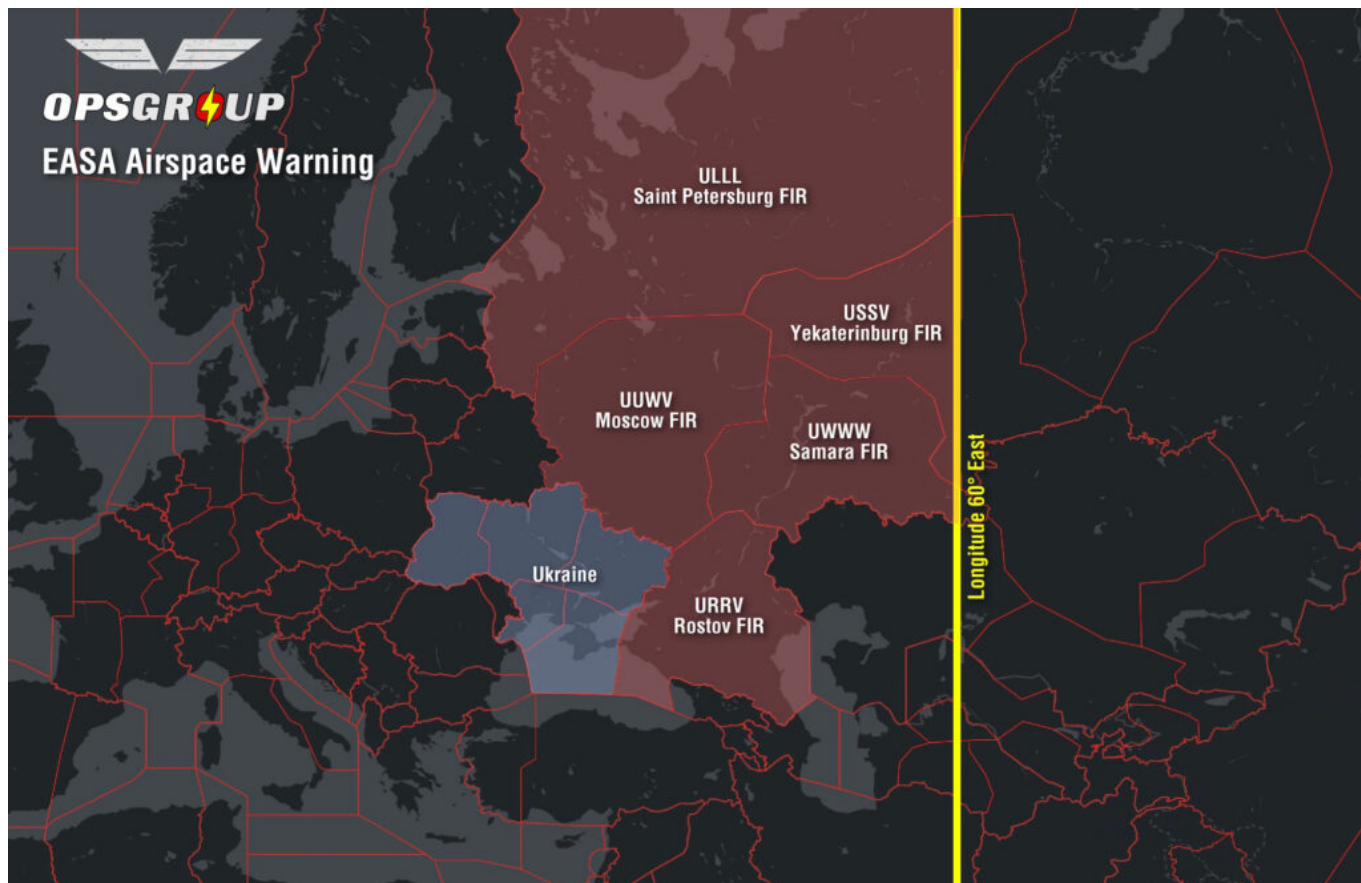 OPSGROUP
EASA Airspace Warning
ULLL
Saint Petersburg FIR
USSV
Yekaterinburg FIR
UUWV
Moscow FIR
UWWW
Samara FIR
Longitude 60° East
Ukraine
URRV
Rostov FIR